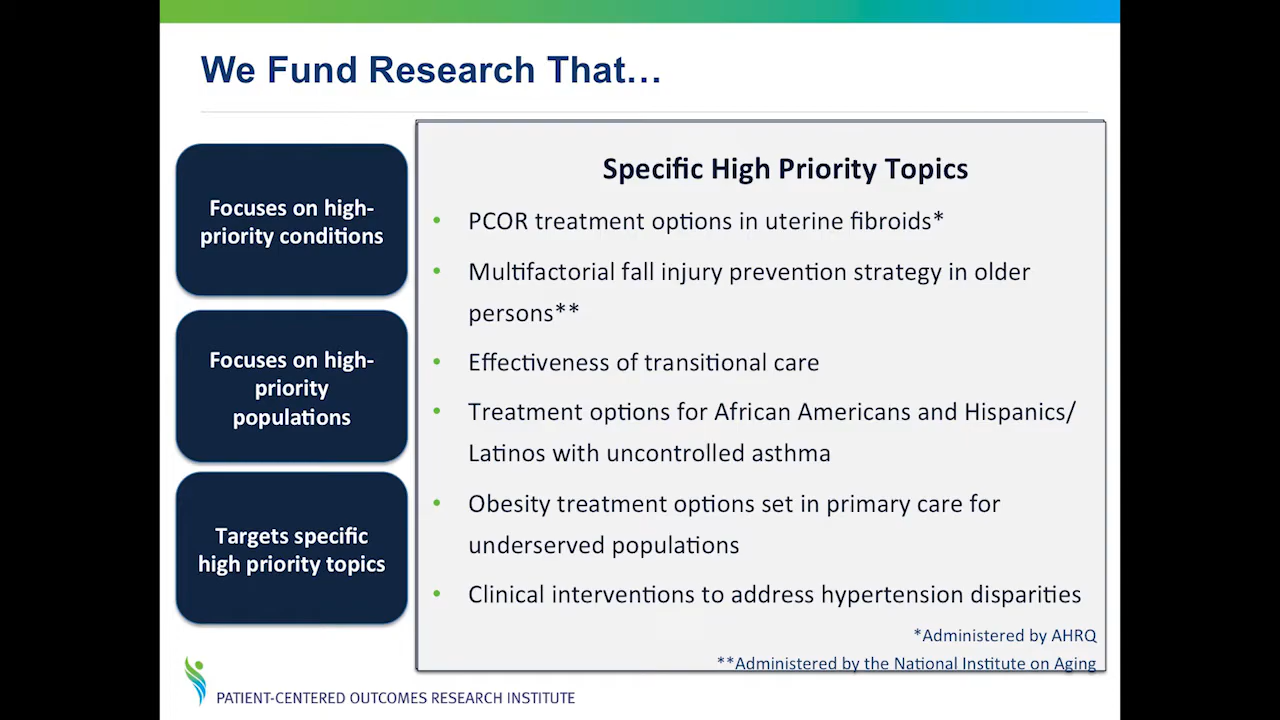 We Fund Research That…
Focuses on high-
priority conditions
Focuses on high-
priority
populations
Targets specific
high priority topics
Specific High Priority Topics
• PCOR treatment options in uterine fibroids*
• Multifactorial fall injury prevention strategy in older
persons**
• Effectiveness of transitional care
• Treatment options for African Americans and Hispanics/
Latinos with uncontrolled asthma
• Obesity treatment options set in primary care for
underserved populations
• Clinical interventions to address hypertension disparities
*Administered by AHRQ
**Administered by the National Institute on Aging
PATIENT-CENTERED OUTCOMES RESEARCH INSTITUTE